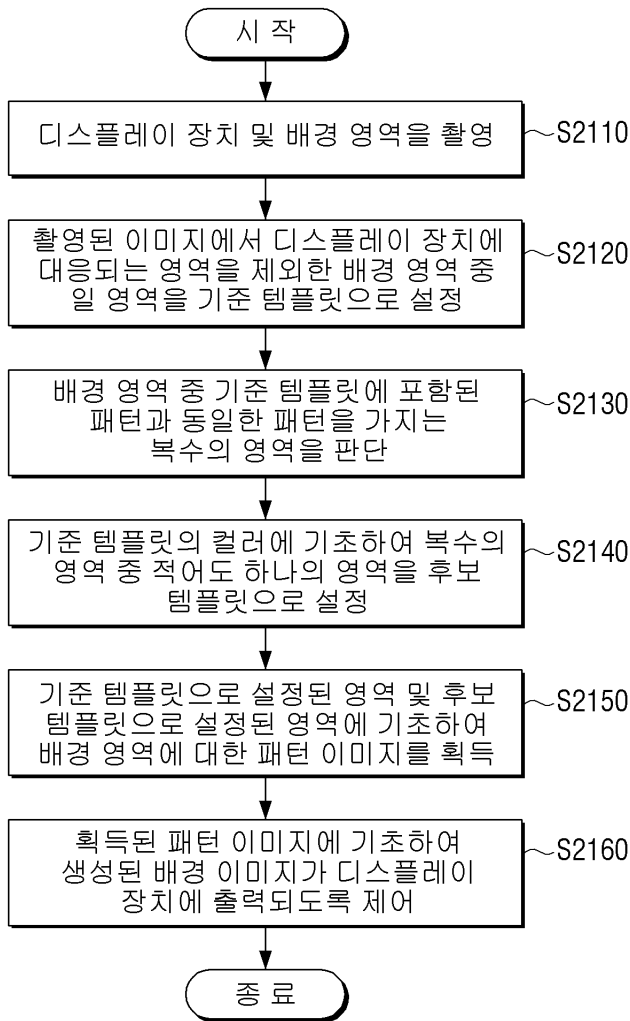 시 작
디스플레이 장치 및 배경 영역을 촬영
S2110
촬영된 이미지에서 디스플레이 장치에
대응되는 영역을 제외한 배경 영역 중
일 영역을 기준 템플릿으로 설정
S2120
배경 영역 중 기준 템플릿에 포함된
패턴과 동일한 패턴을 가지는
복수의 영역을 판단
S2130
기준 템플릿의 컬러에 기초하여 복수의
영역 중 적어도 하나의 영역을 후보
템플릿으로 설정
S2140
기준 템플릿으로 설정된 영역 및 후보
템플릿으로 설정된 영역에 기초하여
배경 영역에 대한 패턴 이미지를 획득
S2150
획득된 패턴 이미지에 기초하여
생성된 배경 이미지가 디스플레이
장치에 출력되도록 제어
S2160
종 료